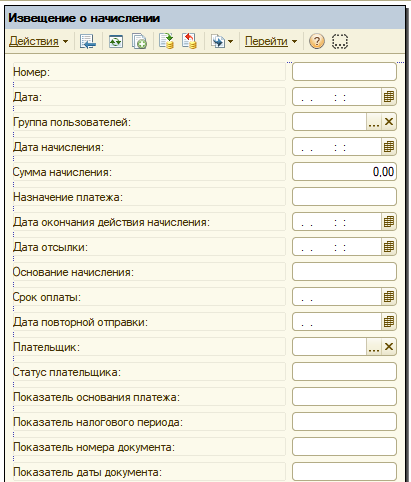 Извещение о начислении
Действия Перейти ?
Номер:
Дата: . . : :
Группа пользователей: ...
Дата начисления: . . : :
Сумма начисления: 0,00
Назначение платежа:
Дата окончания действия начисления: . . : :
Дата отсылки: . . : :
Основание начисления:
Срок оплаты: . .
Дата повторной отправки: . .
Плательщик: ...
Статус плательщика:
Показатель основания платежа:
Показатель налогового периода:
Показатель номера документа:
Показатель даты документа: